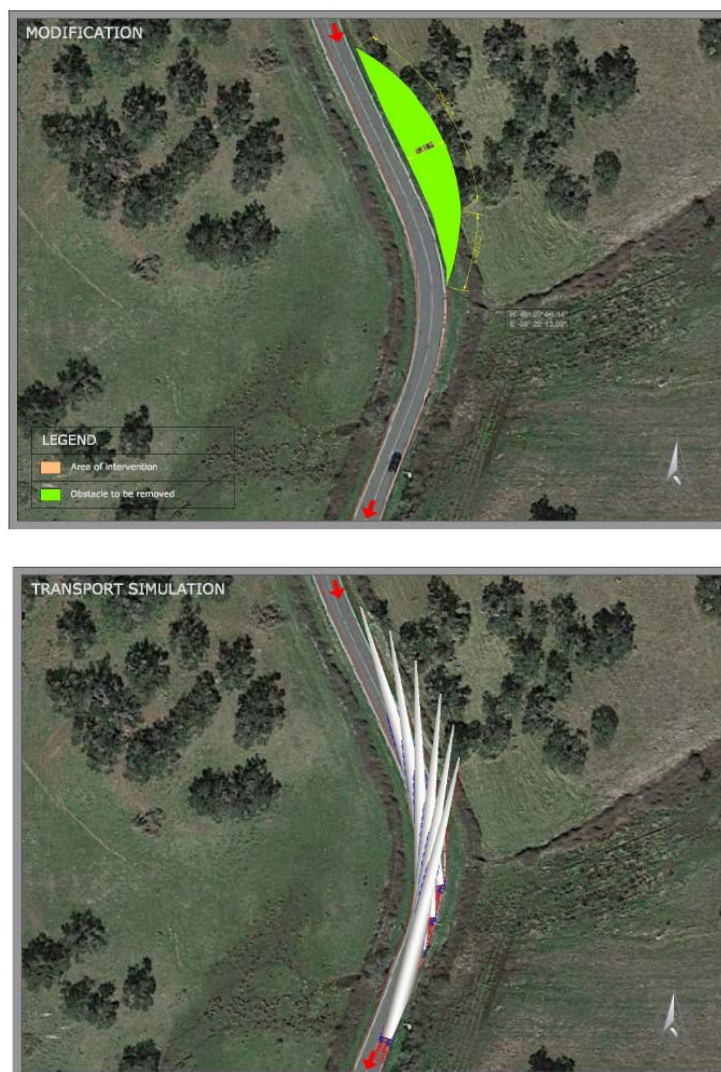 MODIFICATION
LEGEND
Area of intervention
Obstacle to be removed
TRANSPORT SIMULATION